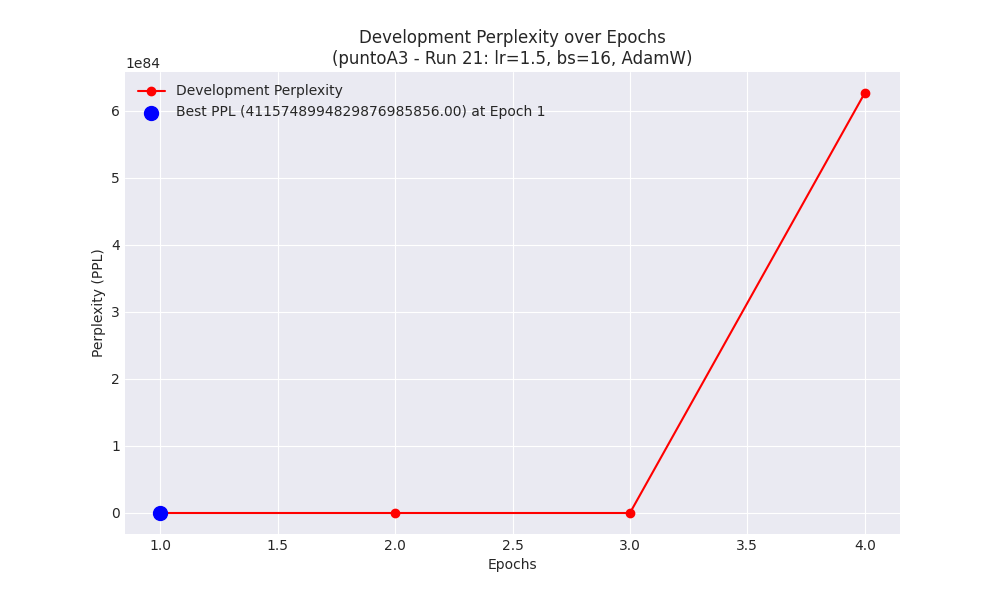 Development Perplexity over Epochs
(puntoA3 - Run 21: lr=1.5, bs=16, AdamW)
1e84
Development Perplexity
Best PPL (4115748994829876985856.00) at Epoch 1
6
5
4
3
2
1
0
Perplexity (PPL)
1.0 1.5 2.0 2.5 3.0 3.5 4.0
Epochs